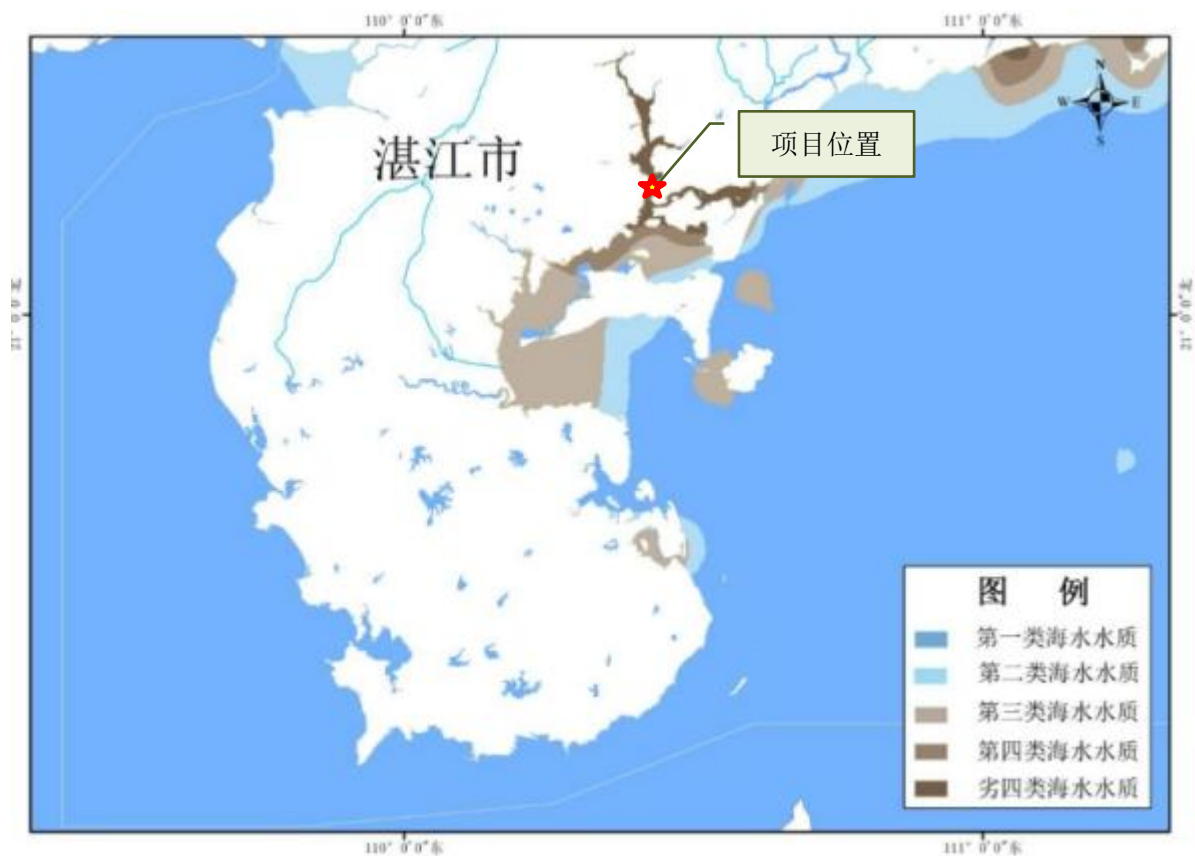 110° 0'0"东
111° 0'0"东
N
W
E
S
湛江市
项目位置
21° 0'0"北
21° 0'0"北
图 例
第一类海水水质
第二类海水水质
第三类海水水质
第四类海水水质
劣四类海水水质
110° 0'0"东
111° 0'0"东